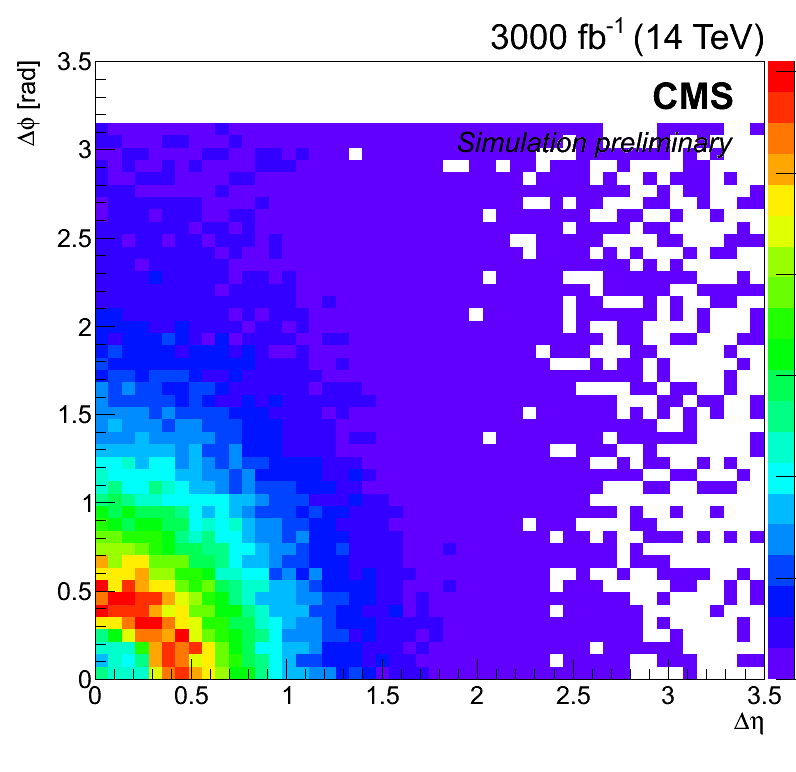 3000 fb⁻¹ (14 TeV)
CMS
Simulation preliminary
Δφ [rad]
3.5
3
2.5
2
1.5
1
0.5
0
0 0.5 1 1.5 2 2.5 3 3.5
Δη